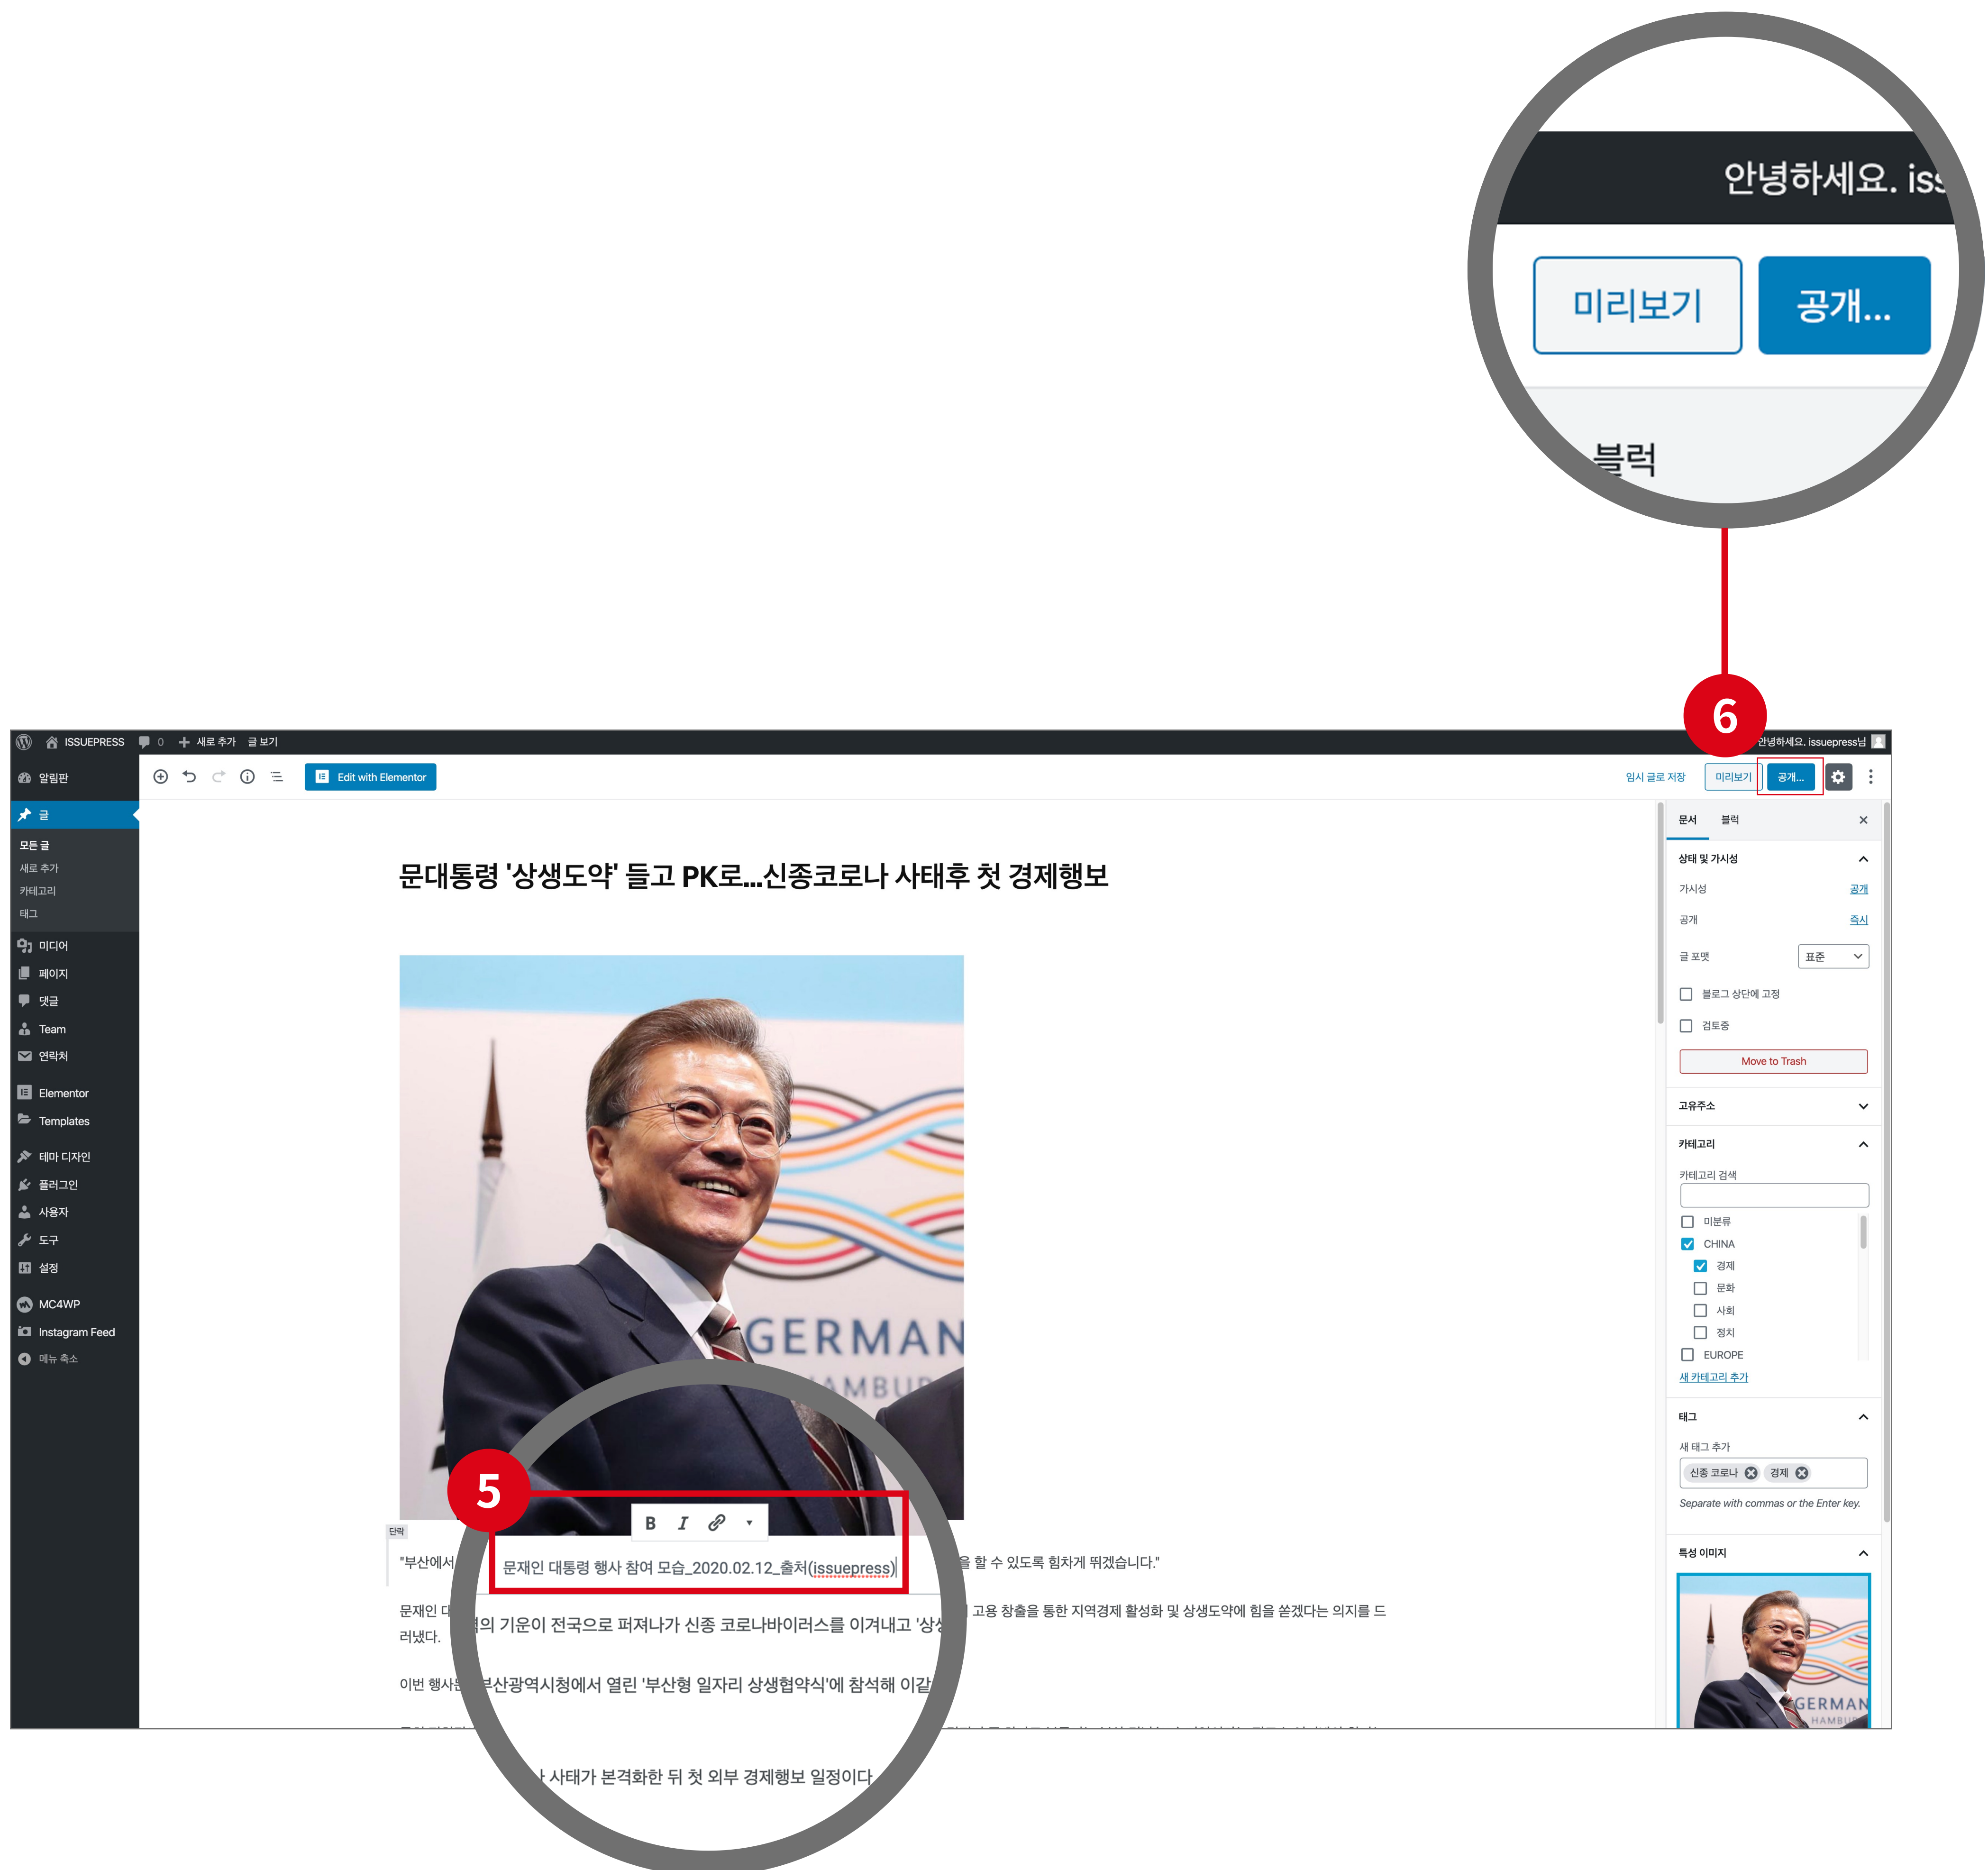 안녕하세요. iss
미리보기
공개...
블럭
6
ISSUEPRESS
0
새로 추가
글 보기
안녕하세요. issuepress님
알림판
글
모든 글
새로 추가
카테고리
태그
미디어
페이지
댓글
Team
연락처
Elementor
Templates
테마 디자인
플러그인
사용자
도구
설정
MC4WP
Instagram Feed
메뉴 축소
Edit with Elementor
임시 글로 저장
미리보기
공개...
문대통령 '상생도약' 들고 PK로...신종코로나 사태후 첫 경제행보
GERMAN
HAMBUR
5
B I
단락
"부산에서
문재인 대통령 행사 참여 모습_2020.02.12_출처(issuepress)
을 할 수 있도록 힘차게 뛰겠습니다."
문재인 대
의 기운이 전국으로 퍼져나가 신종 코로나바이러스를 이겨내고 '상생
고용 창출을 통한 지역경제 활성화 및 상생도약에 힘을 쏟겠다는 의지를 드
러냈다.
이번 행사는
부산광역시청에서 열린 '부산형 일자리 상생협약식'에 참석해 이같
사태가 본격화한 뒤 첫 외부 경제행보 일정이다
문서
블럭
상태 및 가시성
가시성
공개
공개
즉시
글 포맷
표준
블로그 상단에 고정
검토중
Move to Trash
고유주소
카테고리
카테고리 검색
미분류
CHINA
경제
문화
사회
정치
EUROPE
새 카테고리 추가
태그
새 태그 추가
신종 코로나
경제
Separate with commas or the Enter key.
특성 이미지
GERMAN
HAMBUR